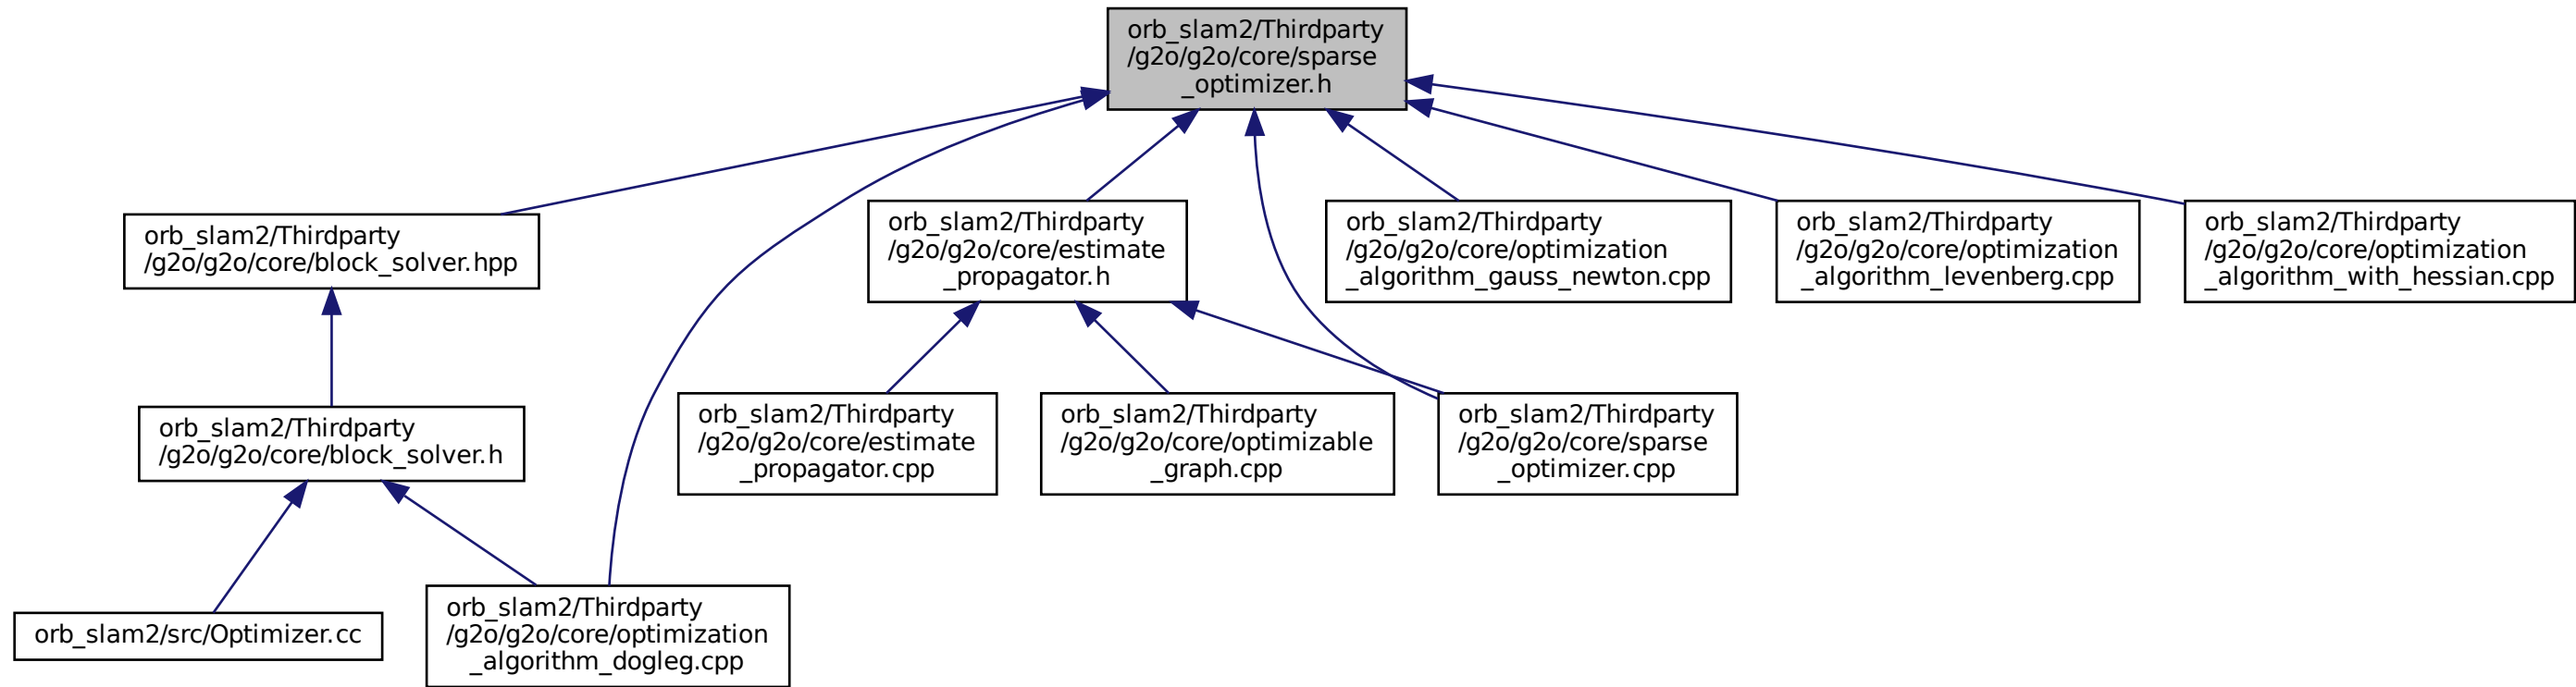 orb_slam2/Thirdparty
/g2o/g2o/core/sparse
_optimizer.h
orb_slam2/Thirdparty
/g2o/g2o/core/block_solver.hpp
orb_slam2/Thirdparty
/g2o/g2o/core/estimate
_propagator.h
orb_slam2/Thirdparty
/g2o/g2o/core/optimization
_algorithm_gauss_newton.cpp
orb_slam2/Thirdparty
/g2o/g2o/core/optimization
_algorithm_levenberg.cpp
orb_slam2/Thirdparty
/g2o/g2o/core/optimization
_algorithm_with_hessian.cpp
orb_slam2/Thirdparty
/g2o/g2o/core/block_solver.h
orb_slam2/Thirdparty
/g2o/g2o/core/estimate
_propagator.cpp
orb_slam2/Thirdparty
/g2o/g2o/core/optimizable
_graph.cpp
orb_slam2/Thirdparty
/g2o/g2o/core/sparse
_optimizer.cpp
orb_slam2/src/Optimizer.cc
orb_slam2/Thirdparty
/g2o/g2o/core/optimization
_algorithm_dogleg.cpp